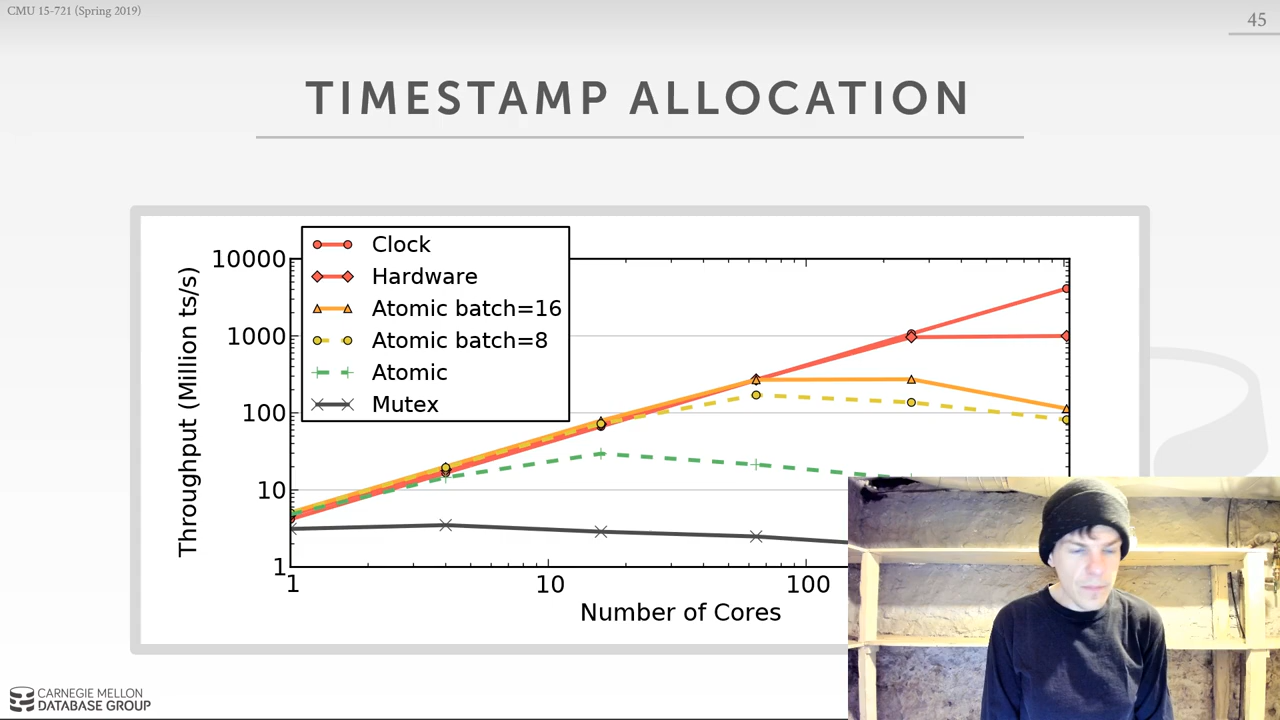 CMU 15-721 (Spring 2019)
45
TIMESTAMP ALLOCATION
Throughput (Million ts/s)
10000
1000
100
10
1
Clock
Hardware
Atomic batch=16
Atomic batch=8
Atomic
Mutex
1
10
100
Number of Cores
CARNEGIE MELLON
DATABASE GROUP